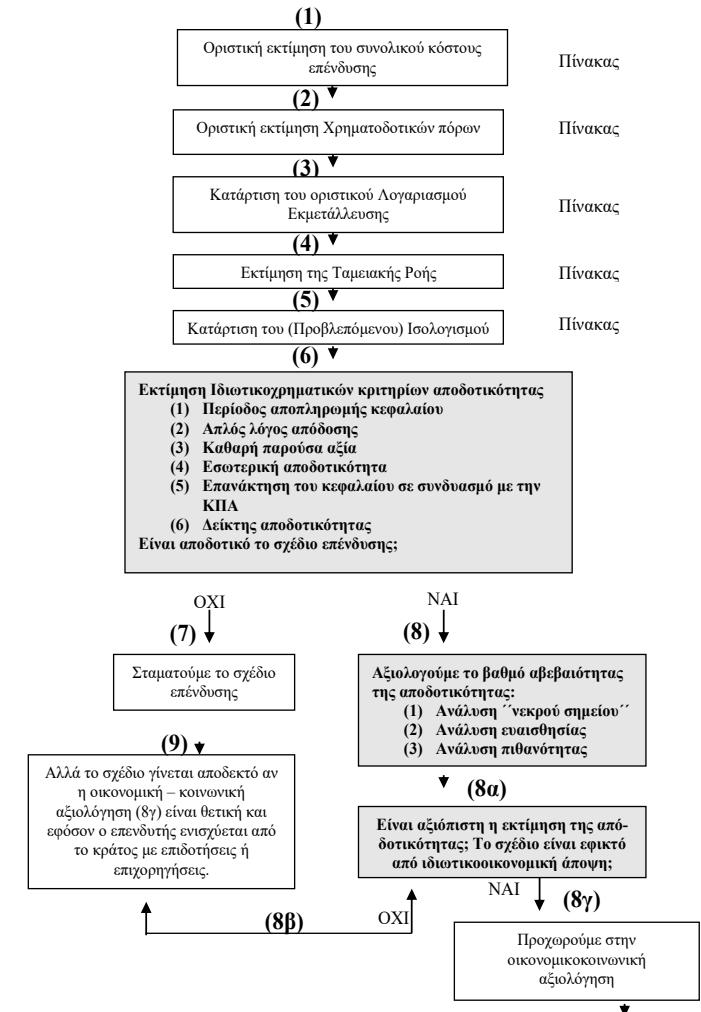 (1)
Οριστική εκτίμηση του συνολικού κόστους
επένδυσης
Πίνακας
(2)
Οριστική εκτίμηση Χρηματοδοτικών πόρων
Πίνακας
(3)
Κατάρτιση του οριστικού Λογαριασμού
Εκμετάλλευσης
Πίνακας
(4)
Εκτίμηση της Ταμειακής Ροής
Πίνακας
(5)
Κατάρτιση του (Προβλεπόμενου) Ισολογισμού
Πίνακας
(6)
Εκτίμηση Ιδιωτικοχρηματικών κριτηρίων αποδοτικότητας
(1) Περίοδος αποπληρωμής κεφαλαίου
(2) Απλός λόγος απόδοσης
(3) Καθαρή παρούσα αξία
(4) Εσωτερική αποδοτικότητα
(5) Επανάκτηση του κεφαλαίου σε συνδυασμό με την
ΚΠΑ
(6) Δείκτης αποδοτικότητας
Είναι αποδοτικό το σχέδιο επένδυσης;
ΟΧΙ
ΝΑΙ
(7)
(8)
Σταματούμε το σχέδιο
επένδυσης
Αξιολογούμε το βαθμό αβεβαιότητας
της αποδοτικότητας:
(1) Ανάλυση ΄΄νεκρού σημείου΄΄
(2) Ανάλυση ευαισθησίας
(3) Ανάλυση πιθανότητας
(9)
Αλλά το σχέδιο γίνεται αποδεκτό αν
η οικονομική – κοινωνική
αξιολόγηση (8γ) είναι θετική και
εφόσον ο επενδυτής ενισχύεται από
το κράτος με επιδοτήσεις ή
επιχορηγήσεις.
(8α)
Είναι αξιόπιστη η εκτίμηση της από-
δοτικότητας; Το σχέδιο είναι εφικτό
από ιδιωτικοοικονομική άποψη;
(8β)
ΟΧΙ
ΝΑΙ
(8γ)
Προχωρούμε στην
οικονομικοκοινωνική
αξιολόγηση